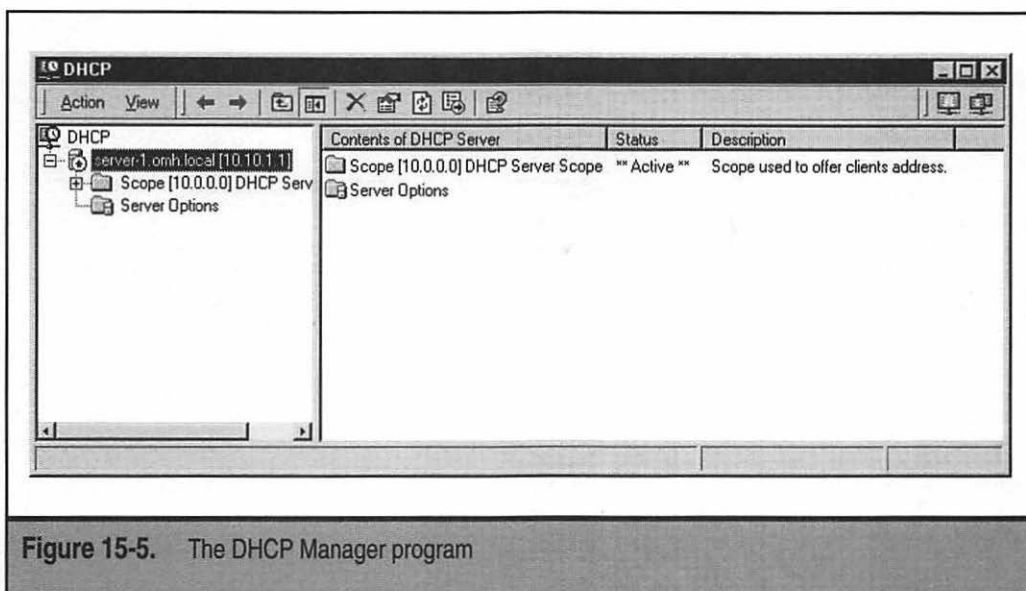 DHCP
Action View
DHCP
server-1.omh.local [10.10.1.1]
Scope [10.0.0.0] DHCP Serv
Server Options
Contents of DHCP Server Status Description
Scope [10.0.0.0] DHCP Server Scope ** Active ** Scope used to offer clients address.
Server Options
Figure 15-5. The DHCP Manager program